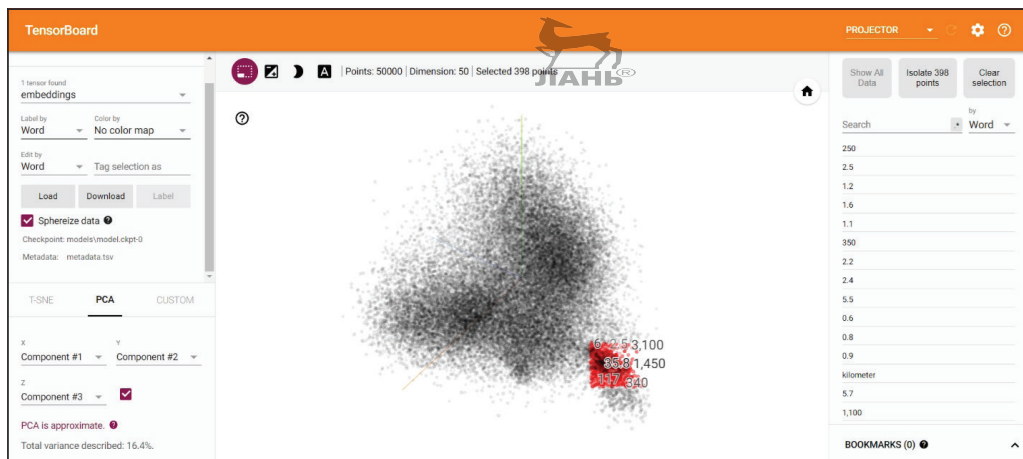 TensorBoard
PROJECTOR
1 tensor found
embeddings
Label by
Color by
Word
No color map
Edit by
Word
Tag selection as
Load
Download
Label
Sphereize data
Checkpoint: models\model.ckpt-0
Metadata: metadata.tsv
T-SNE
PCA
CUSTOM
X
Y
Component #1
Component #2
Z
Component #3
PCA is approximate.
Total variance described: 16.4%.
A
Points: 50000 | Dimension: 50 | Selected 398 points
ЛАНЬ®
3,100
35.8 1,450
117 340
Show All Data
Isolate 398 points
Clear selection
Search
.*
by
Word
250
2.5
1.2
1.6
1.1
350
2.2
2.4
5.5
0.6
0.8
0.9
kilometer
5.7
1,100
BOOKMARKS (0)